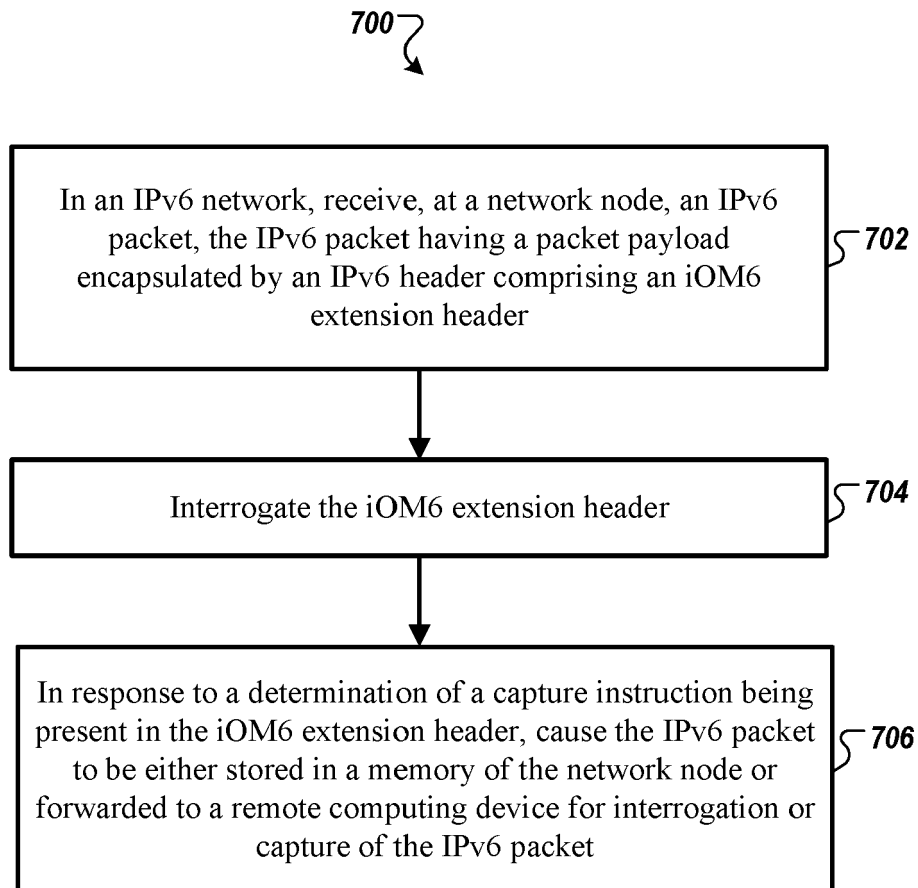 700
In an IPv6 network, receive, at a network node, an IPv6
packet, the IPv6 packet having a packet payload
encapsulated by an IPv6 header comprising an iOM6
extension header
702
Interrogate the iOM6 extension header
704
In response to a determination of a capture instruction being
present in the iOM6 extension header, cause the IPv6 packet
to be either stored in a memory of the network node or
forwarded to a remote computing device for interrogation or
capture of the IPv6 packet
706